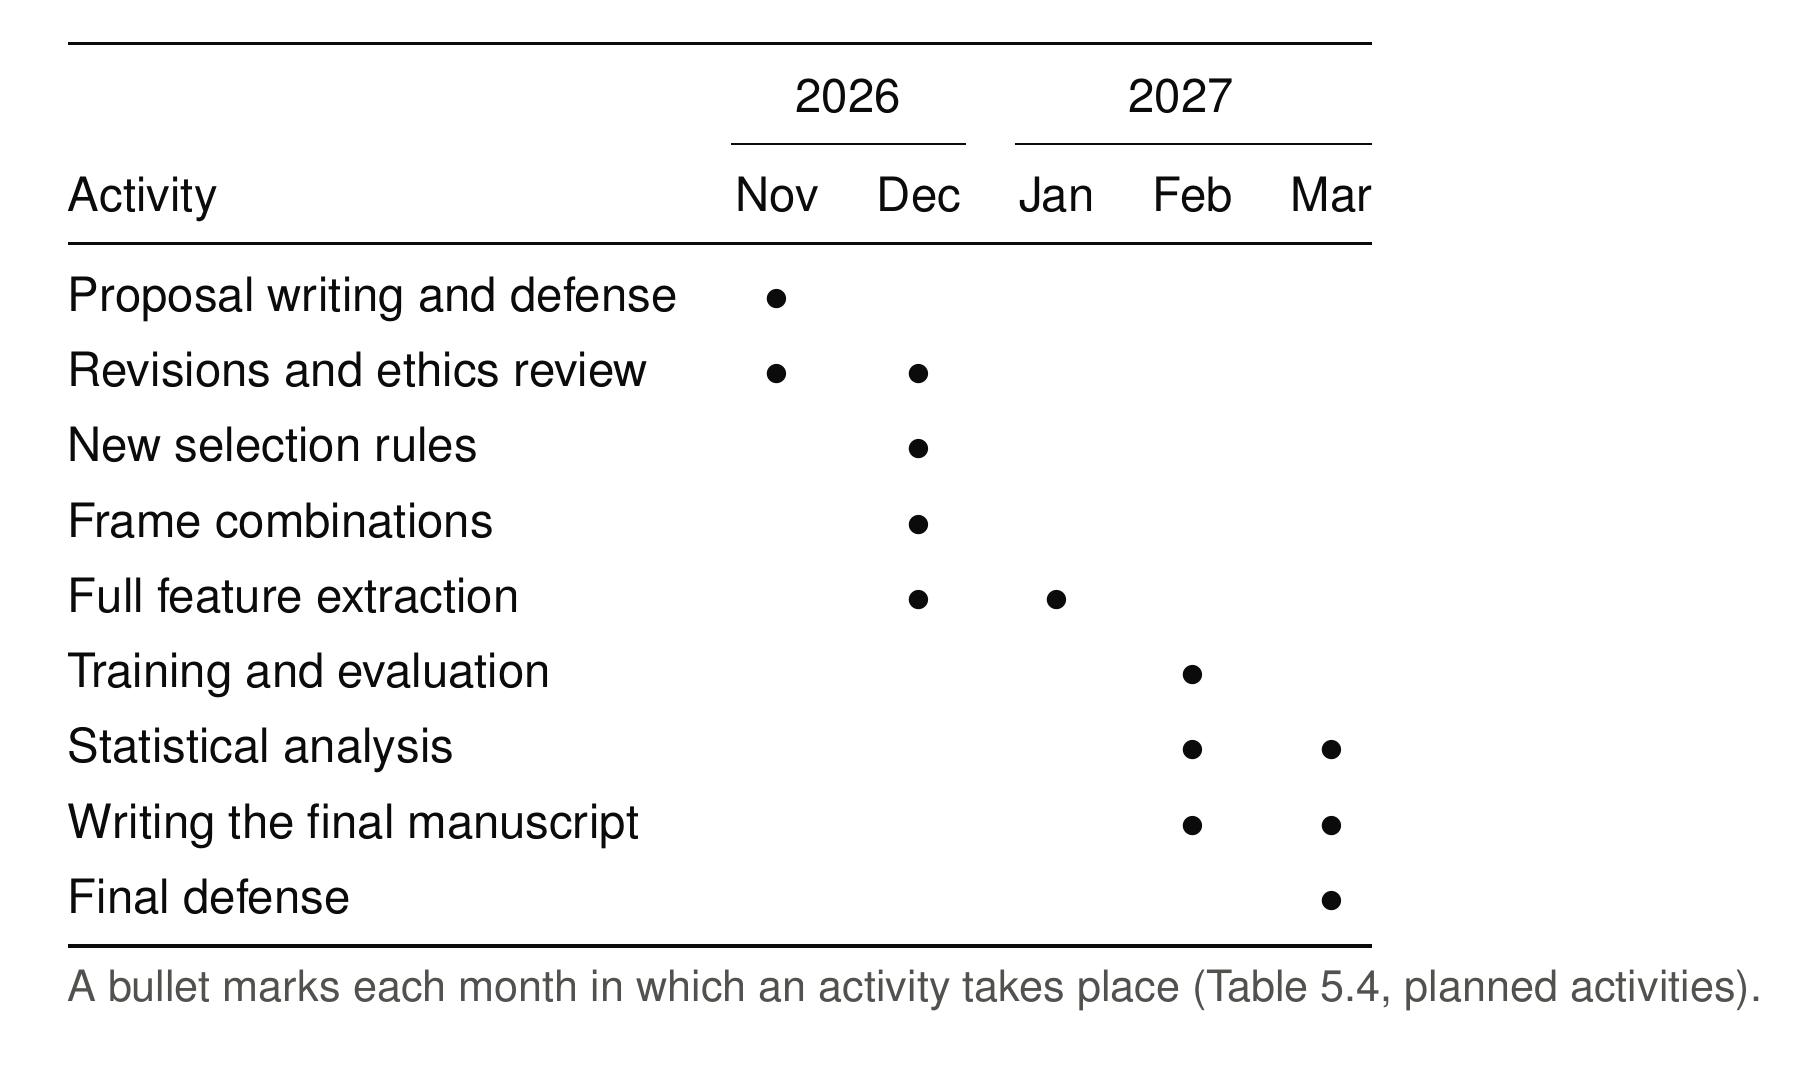 2026 2027
Activity Nov Dec Jan Feb Mar
Proposal writing and defense •
Revisions and ethics review • •
New selection rules •
Frame combinations •
Full feature extraction • •
Training and evaluation •
Statistical analysis • •
Writing the final manuscript • •
Final defense •
A bullet marks each month in which an activity takes place (Table 5.4, planned activities).